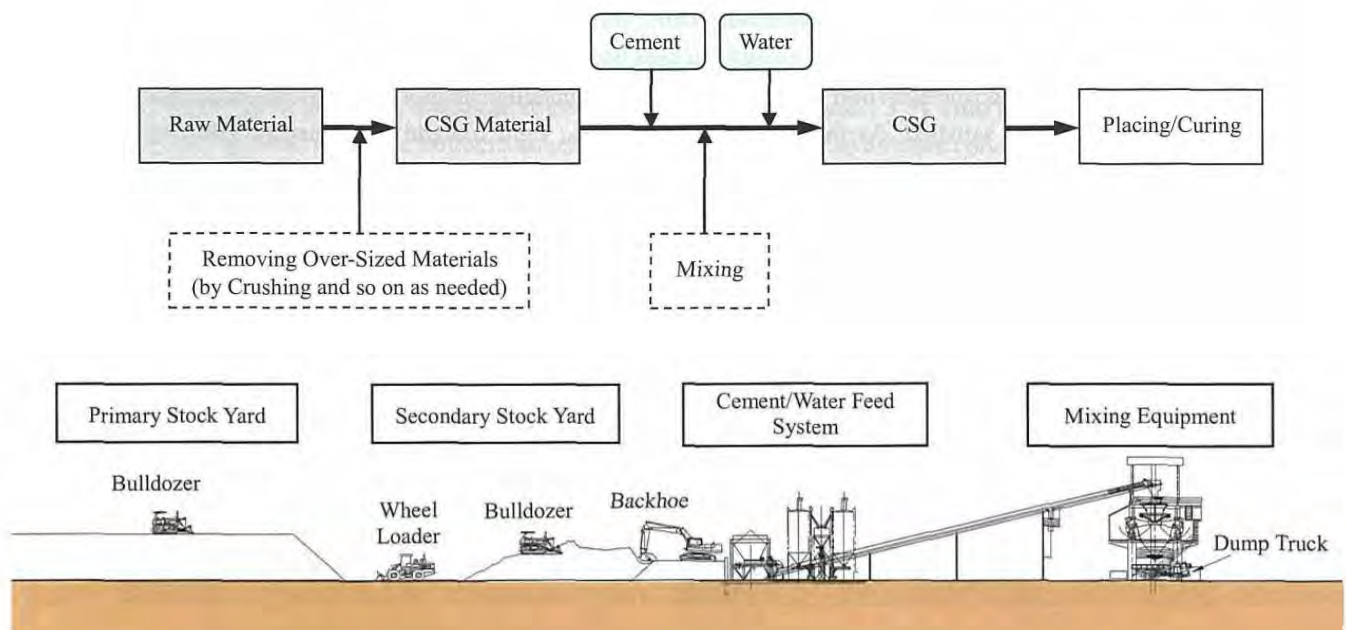 Cement
Water
Raw Material
CSG Material
CSG
Placing/Curing
Removing Over-Sized Materials
(by Crushing and so on as needed)
Mixing
Primary Stock Yard
Secondary Stock Yard
Cement/Water Feed
System
Mixing Equipment
Bulldozer
Wheel
Loader
Bulldozer
Backhoe
Dump Truck